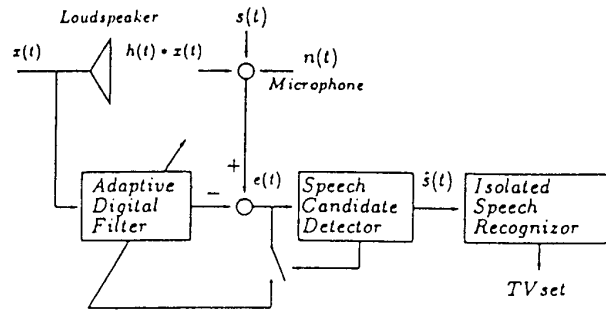 Loudspeaker
s(t)
x(t)
h(t) * x(t)
n(t)
Microphone
+
e(t)
ŝ(t)
Adaptive
Digital
Filter
−
Speech
Candidate
Detector
Isolated
Speech
Recognizor
TV set